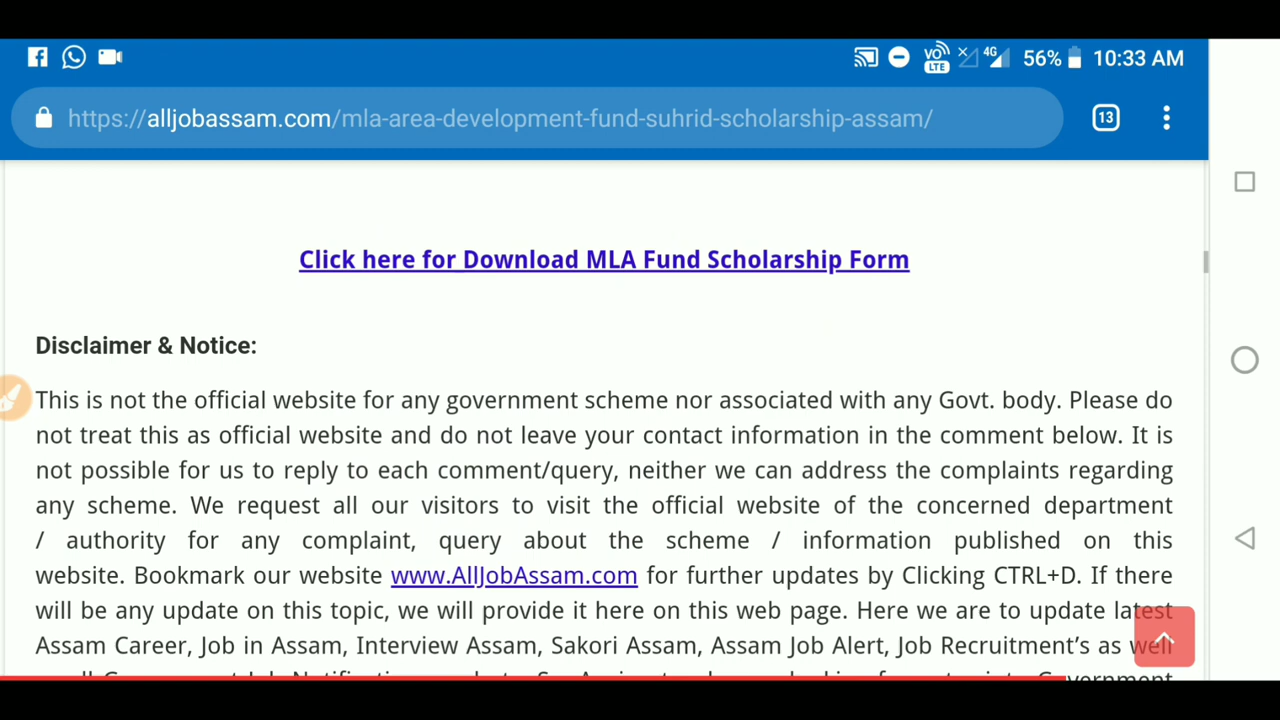 VO LTE 4G 56% 10:33 AM
https://alljobassam.com/mla-area-development-fund-suhrid-scholarship-assam/ 13
Click here for Download MLA Fund Scholarship Form
Disclaimer & Notice:
This is not the official website for any government scheme nor associated with any Govt. body. Please do
not treat this as official website and do not leave your contact information in the comment below. It is
not possible for us to reply to each comment/query, neither we can address the complaints regarding
any scheme. We request all our visitors to visit the official website of the concerned department
/ authority for any complaint, query about the scheme / information published on this
website. Bookmark our website www.AllJobAssam.com for further updates by Clicking CTRL+D. If there
will be any update on this topic, we will provide it here on this web page. Here we are to update latest
Assam Career, Job in Assam, Interview Assam, Sakori Assam, Assam Job Alert, Job Recruitment's as well